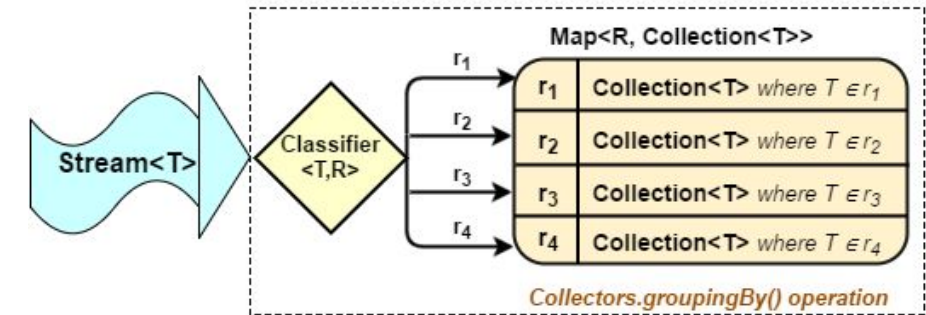 Map<R, Collection<T>>
Stream<T>
Classifier
<T,R>
r1
r2
r3
r4
r1 Collection<T> where T ∈ r1
r2 Collection<T> where T ∈ r2
r3 Collection<T> where T ∈ r3
r4 Collection<T> where T ∈ r4
Collectors.groupingBy() operation